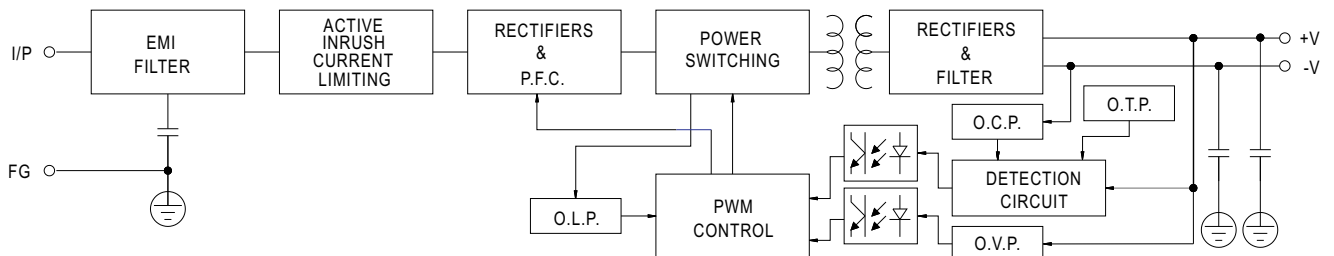 I/P
EMI
FILTER
ACTIVE
INRUSH
CURRENT
LIMITING
RECTIFIERS
&
P.F.C.
POWER
SWITCHING
RECTIFIERS
&
FILTER
+V
-V
O.C.P.
O.T.P.
FG
DETECTION
CIRCUIT
O.L.P.
PWM
CONTROL
O.V.P.